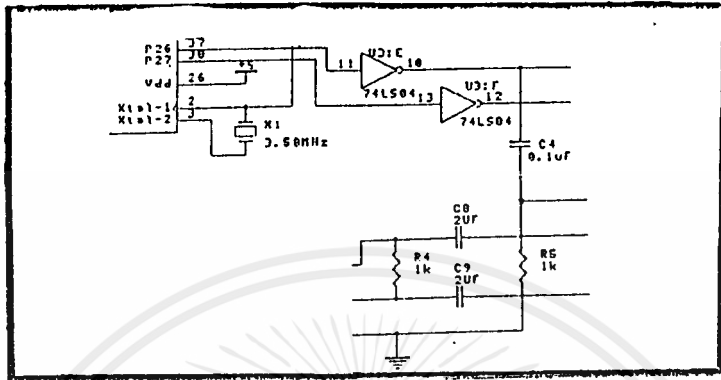 P26 37
P27 38
+5
Vdd 26
Xtal-1 2
Xtal-2 3
X1
3.58MHz
11 U3:E 10
74LS04
13 U3:F 12
74LS04
C4
0.1uF
C8
2UF
R4
1k
C9
2UF
R5
1k